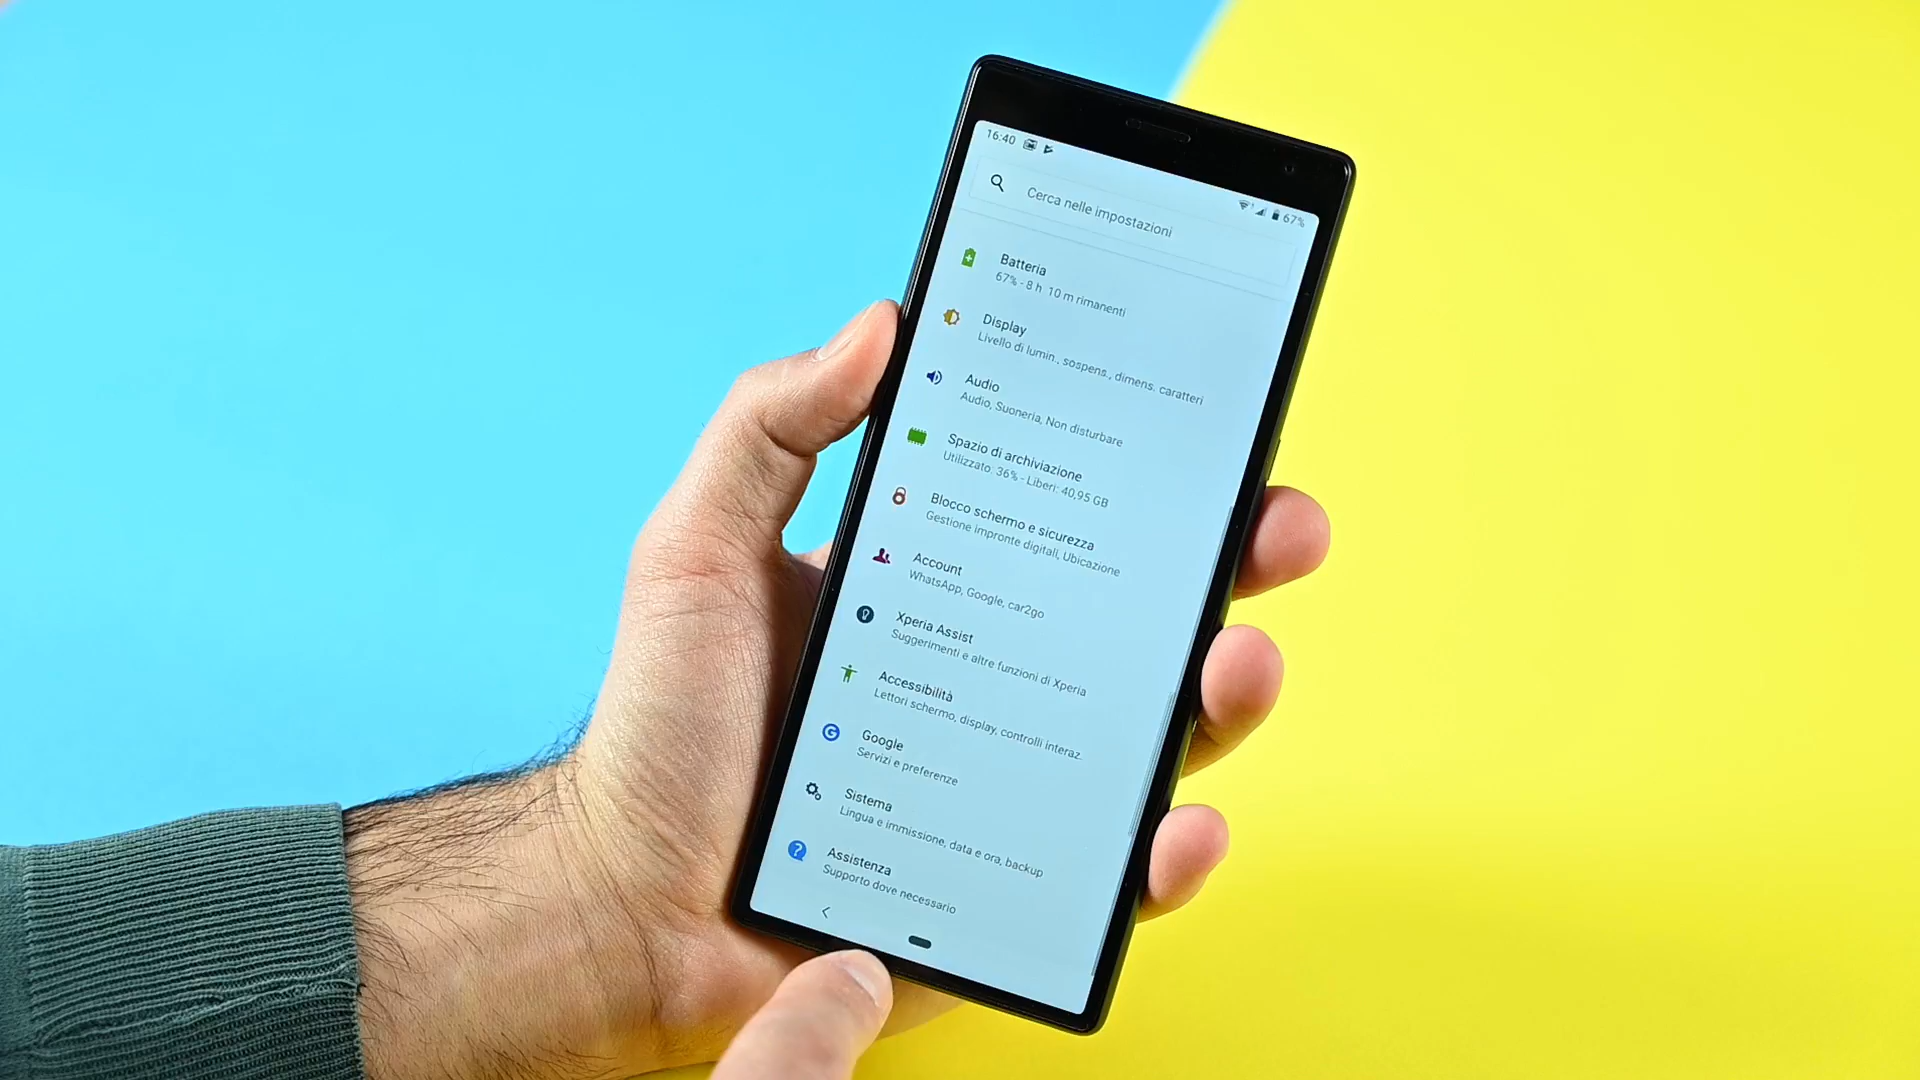 16:40
67%
Cerca nelle impostazioni
Batteria
67% - 8 h 10 m rimanenti
Display
Livello di lumin., sospens., dimens. caratteri
Audio
Audio, Suoneria, Non disturbare
Spazio di archiviazione
Utilizzato: 36% - Liberi: 40,95 GB
Blocco schermo e sicurezza
Gestione impronte digitali, Ubicazione
Account
WhatsApp, Google, car2go
Xperia Assist
Suggerimenti e altre funzioni di Xperia
Accessibilità
Lettori schermo, display, controlli interaz.
Google
Servizi e preferenze
Sistema
Lingua e immissione, data e ora, backup
Assistenza
Supporto dove necessario